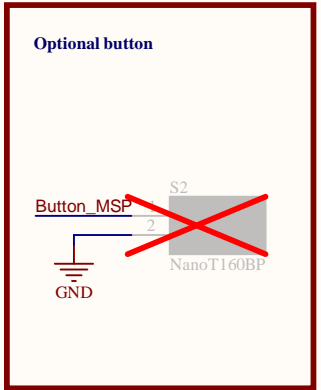 Optional button
S2
Button_MSP
1
2
NanoT160BP
GND